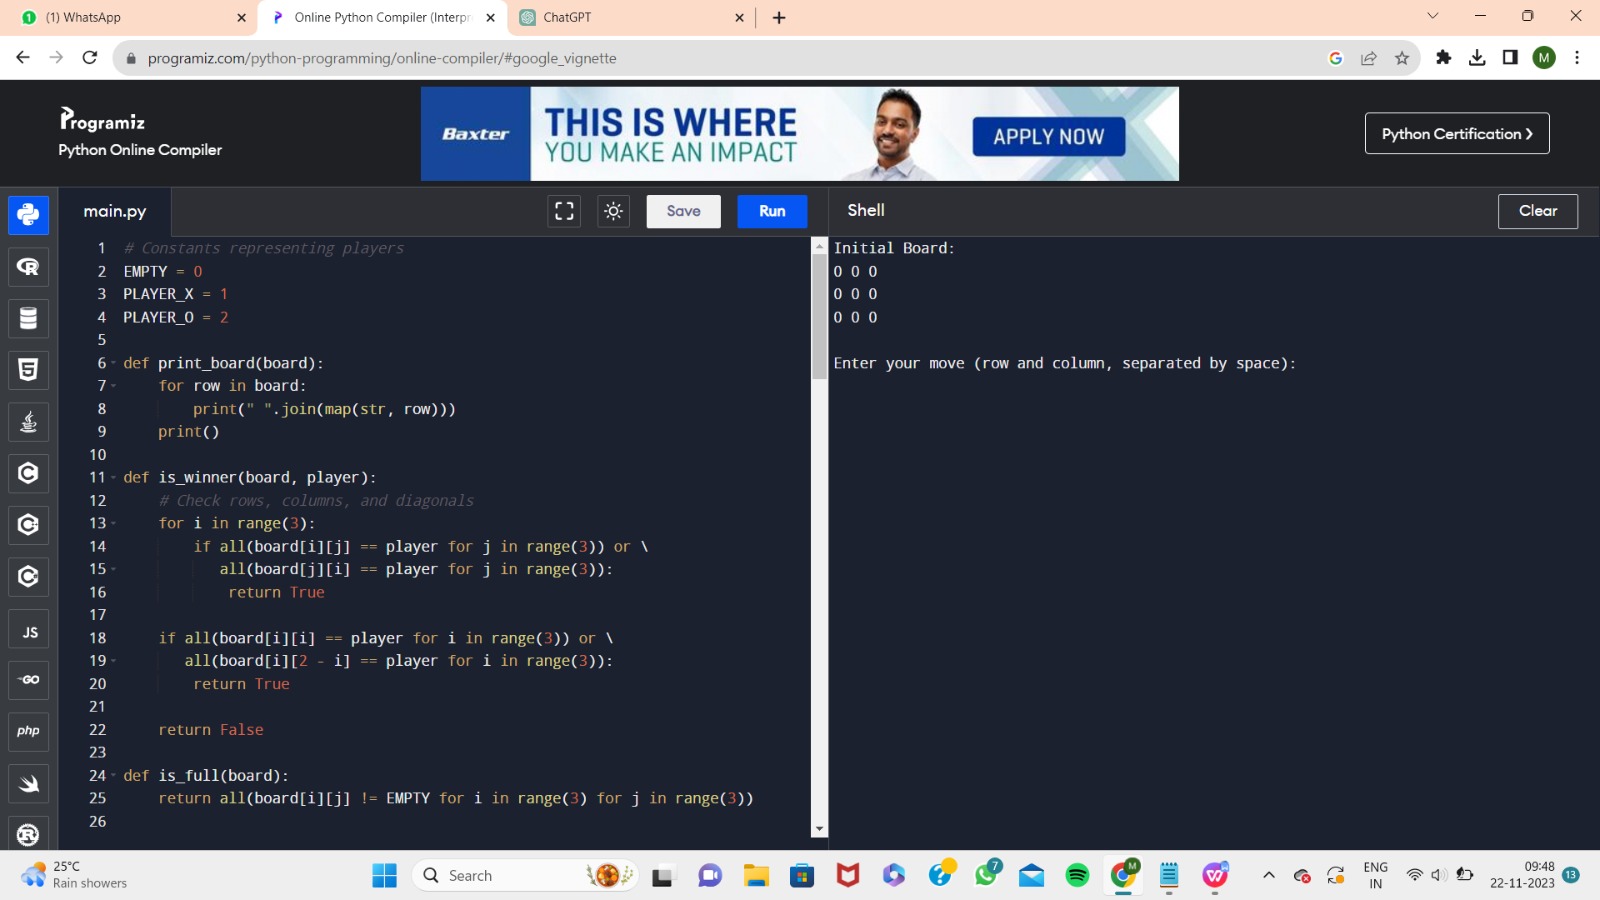 (1) WhatsApp
Online Python Compiler (Interpr
ChatGPT
programiz.com/python-programming/online-compiler/#google_vignette
M
Programiz
Python Online Compiler
Baxter
THIS IS WHERE
YOU MAKE AN IMPACT
APPLY NOW
Python Certification
main.py
Save
Run
Shell
Clear
1 # Constants representing players
2 EMPTY = 0
3 PLAYER_X = 1
4 PLAYER_O = 2
5
6 def print_board(board):
7 for row in board:
8 print(" ".join(map(str, row)))
9 print()
10
11 def is_winner(board, player):
12 # Check rows, columns, and diagonals
13 for i in range(3):
14 if all(board[i][j] == player for j in range(3)) or \
15 all(board[j][i] == player for j in range(3)):
16 return True
17
18 if all(board[i][i] == player for i in range(3)) or \
19 all(board[i][2 - i] == player for i in range(3)):
20 return True
21
22 return False
23
24 def is_full(board):
25 return all(board[i][j] != EMPTY for i in range(3) for j in range(3))
26
Initial Board:
0 0 0
0 0 0
0 0 0
Enter your move (row and column, separated by space):
R
5
C
C
C
JS
GO
php
25°C
Rain showers
Search
7
M
W
ENG
IN
09:48
22-11-2023
13